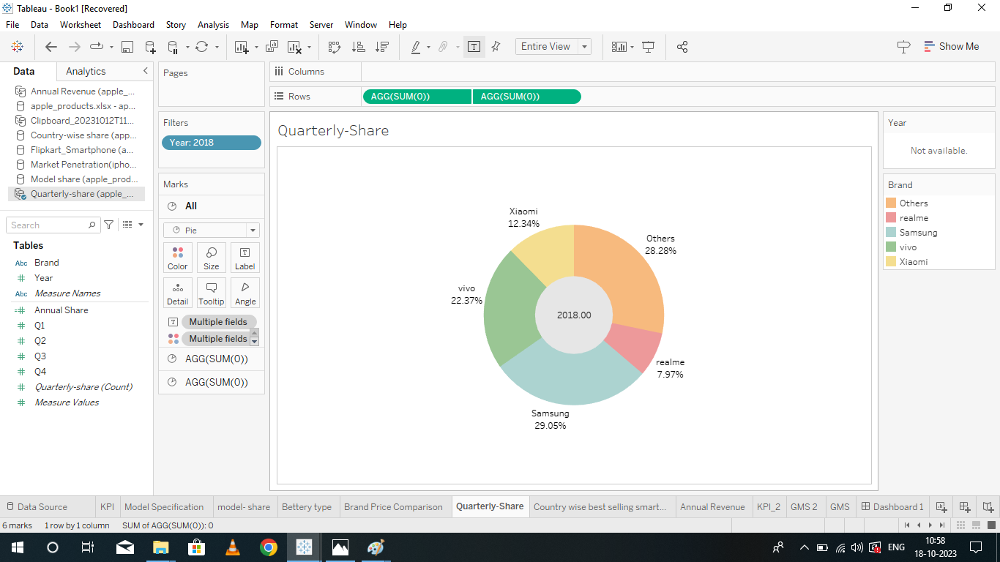 Tableau - Book1 [Recovered]
File Data Worksheet Dashboard Story Analysis Map Format Server Window Help
Entire View
Show Me
Data Analytics
Annual Revenue (apple_...
apple_products.xlsx - ap...
Clipboard_20231012T11...
Country-wise share (app...
Flipkart_Smartphone (a...
Market Penetration(ipho...
Model share (apple_prod...
Quarterly-share (apple_...
Search
Tables
Abc Brand
# Year
Abc Measure Names
=# Annual Share
# Q1
# Q2
# Q3
# Q4
# Quarterly-share (Count)
# Measure Values
Pages
Filters
Year: 2018
Marks
All
Pie
Color Size Label
Detail Tooltip Angle
T Multiple fields
Multiple fields
AGG(SUM(0))
AGG(SUM(0))
Columns
Rows AGG(SUM(0)) AGG(SUM(0))
Quarterly-Share
Xiaomi
12.34%
Others
28.28%
vivo
22.37%
2018.00
realme
7.97%
Samsung
29.05%
Year
Not available.
Brand
Others
realme
Samsung
vivo
Xiaomi
Data Source KPI Model Specification model- share Bettery type Brand Price Comparison Quarterly-Share Country wise best selling smart... Annual Revenue KPI_2 GMS 2 GMS Dashboard 1
6 marks 1 row by 1 column SUM of AGG(SUM(0)): 0
ENG
10:58
18-10-2023